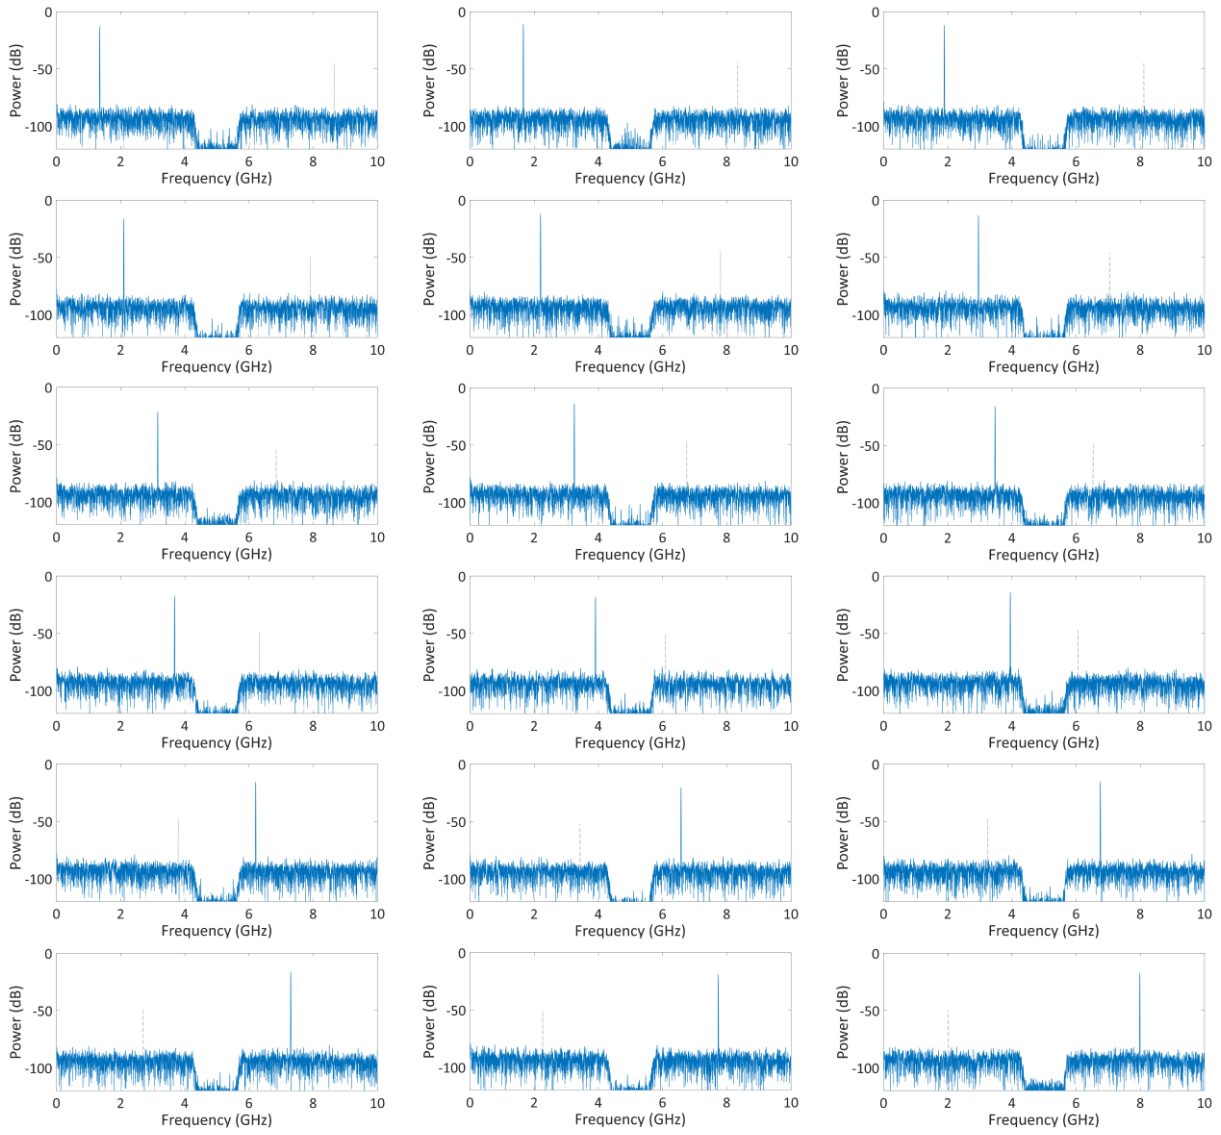 0 0 0
Power (dB) -50 Power (dB) -50 Power (dB) -50
-100 -100 -100
0 2 4 6 8 10 0 2 4 6 8 10 0 2 4 6 8 10
Frequency (GHz) Frequency (GHz) Frequency (GHz)
0 0 0
Power (dB) -50 Power (dB) -50 Power (dB) -50
-100 -100 -100
0 2 4 6 8 10 0 2 4 6 8 10 0 2 4 6 8 10
Frequency (GHz) Frequency (GHz) Frequency (GHz)
0 0 0
Power (dB) -50 Power (dB) -50 Power (dB) -50
-100 -100 -100
0 2 4 6 8 10 0 2 4 6 8 10 0 2 4 6 8 10
Frequency (GHz) Frequency (GHz) Frequency (GHz)
0 0 0
Power (dB) -50 Power (dB) -50 Power (dB) -50
-100 -100 -100
0 2 4 6 8 10 0 2 4 6 8 10 0 2 4 6 8 10
Frequency (GHz) Frequency (GHz) Frequency (GHz)
0 0 0
Power (dB) -50 Power (dB) -50 Power (dB) -50
-100 -100 -100
0 2 4 6 8 10 0 2 4 6 8 10 0 2 4 6 8 10
Frequency (GHz) Frequency (GHz) Frequency (GHz)
0 0 0
Power (dB) -50 Power (dB) -50 Power (dB) -50
-100 -100 -100
0 2 4 6 8 10 0 2 4 6 8 10 0 2 4 6 8 10
Frequency (GHz) Frequency (GHz) Frequency (GHz)